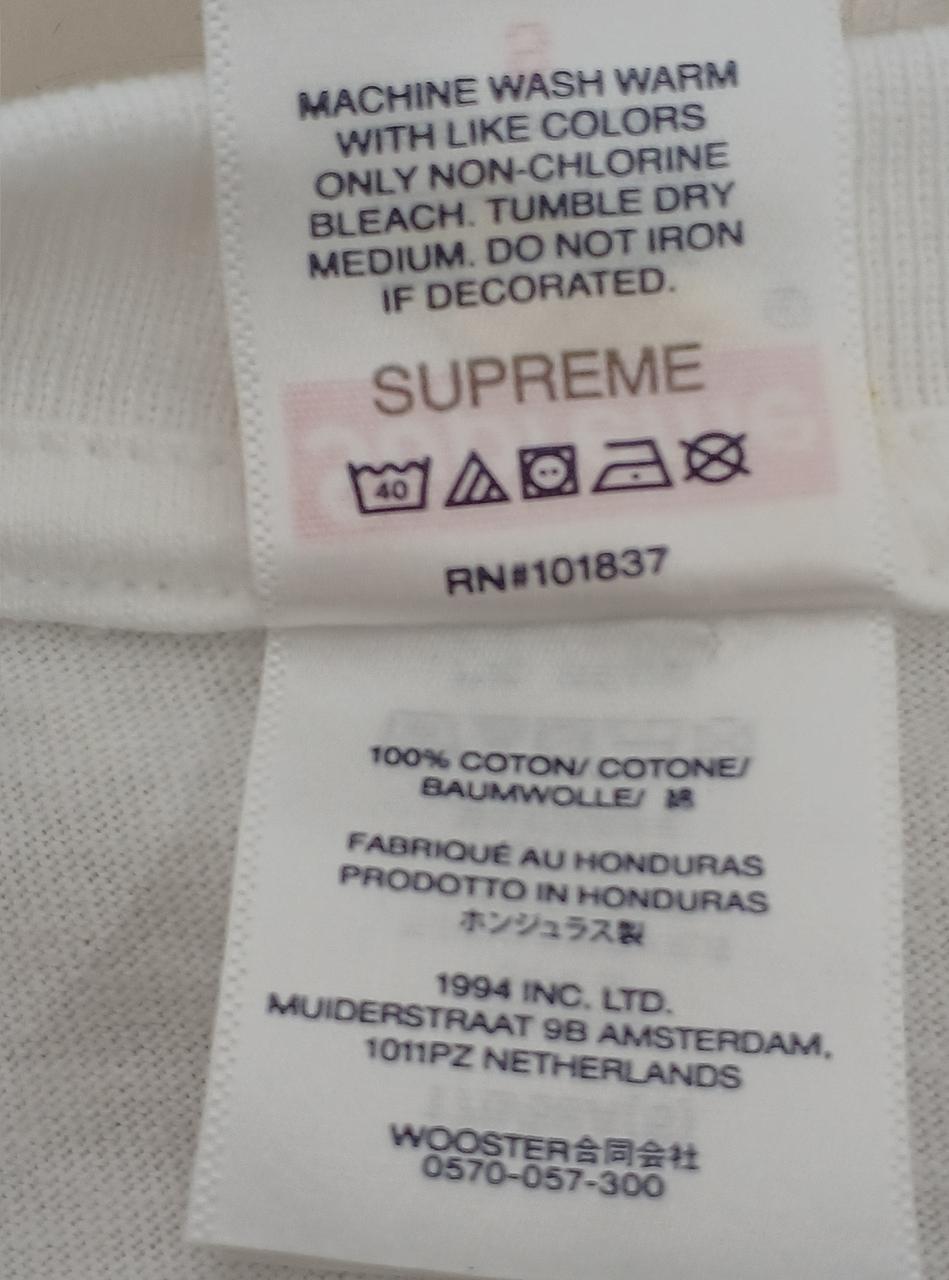 MACHINE WASH WARM
WITH LIKE COLORS
ONLY NON-CHLORINE
BLEACH. TUMBLE DRY
MEDIUM. DO NOT IRON
IF DECORATED.
SUPREME
40
RN#101837
100% COTON/ COTONE/
BAUMWOLLE/ 綿
FABRIQUÉ AU HONDURAS
PRODOTTO IN HONDURAS
ホンジュラス製
1994 INC. LTD.
MUIDERSTRAAT 9B AMSTERDAM,
1011PZ NETHERLANDS
WOOSTER合同会社
0570-057-300